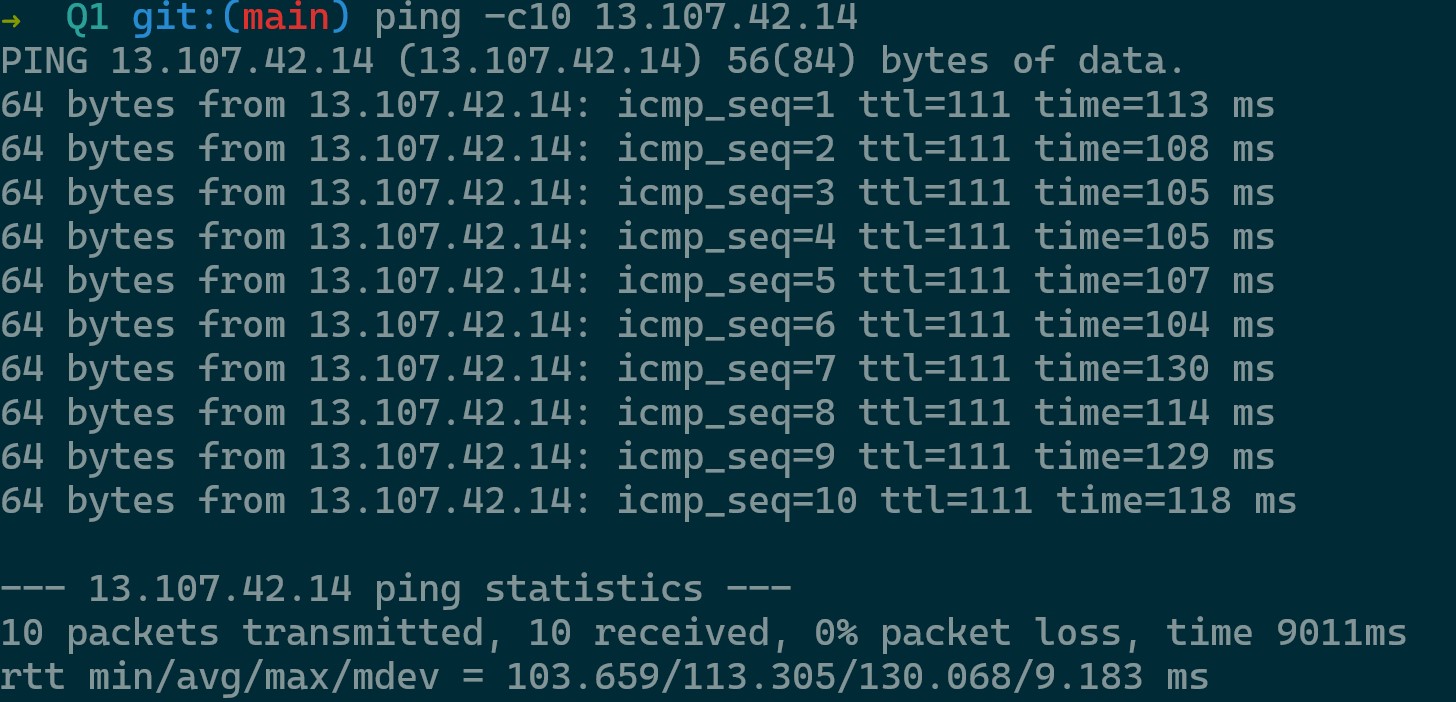 →  Q1 git:(main) ping -c10 13.107.42.14
PING 13.107.42.14 (13.107.42.14) 56(84) bytes of data.
64 bytes from 13.107.42.14: icmp_seq=1 ttl=111 time=113 ms
64 bytes from 13.107.42.14: icmp_seq=2 ttl=111 time=108 ms
64 bytes from 13.107.42.14: icmp_seq=3 ttl=111 time=105 ms
64 bytes from 13.107.42.14: icmp_seq=4 ttl=111 time=105 ms
64 bytes from 13.107.42.14: icmp_seq=5 ttl=111 time=107 ms
64 bytes from 13.107.42.14: icmp_seq=6 ttl=111 time=104 ms
64 bytes from 13.107.42.14: icmp_seq=7 ttl=111 time=130 ms
64 bytes from 13.107.42.14: icmp_seq=8 ttl=111 time=114 ms
64 bytes from 13.107.42.14: icmp_seq=9 ttl=111 time=129 ms
64 bytes from 13.107.42.14: icmp_seq=10 ttl=111 time=118 ms

--- 13.107.42.14 ping statistics ---
10 packets transmitted, 10 received, 0% packet loss, time 9011ms
rtt min/avg/max/mdev = 103.659/113.305/130.068/9.183 ms